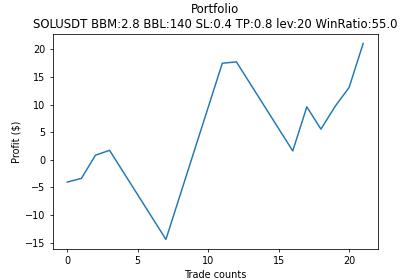 Portfolio
SOLUSDT BBM:2.8 BBL:140 SL:0.4 TP:0.8 lev:20 WinRatio:55.0
20
15
10
5
0
−5
−10
−15
Profit ($)
0 5 10 15 20
Trade counts